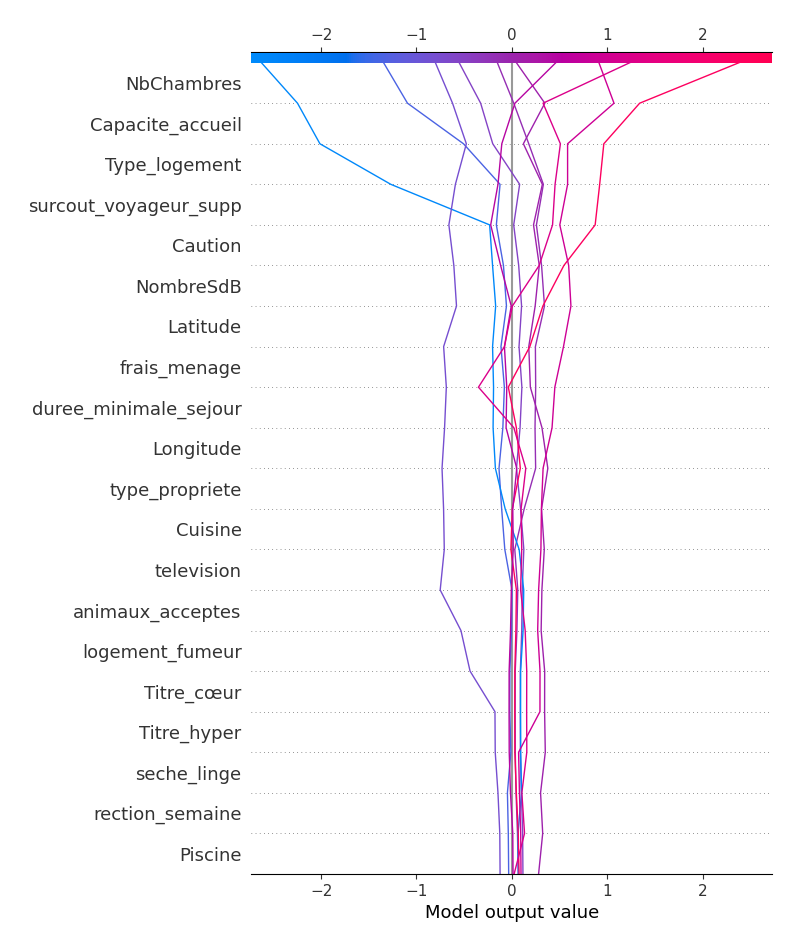 −2 −1 0 1 2
NbChambres
Capacite_accueil
Type_logement
surcout_voyageur_supp
Caution
NombreSdB
Latitude
frais_menage
duree_minimale_sejour
Longitude
type_propriete
Cuisine
television
animaux_acceptes
logement_fumeur
Titre_cœur
Titre_hyper
seche_linge
rection_semaine
Piscine
−2 −1 0 1 2
Model output value